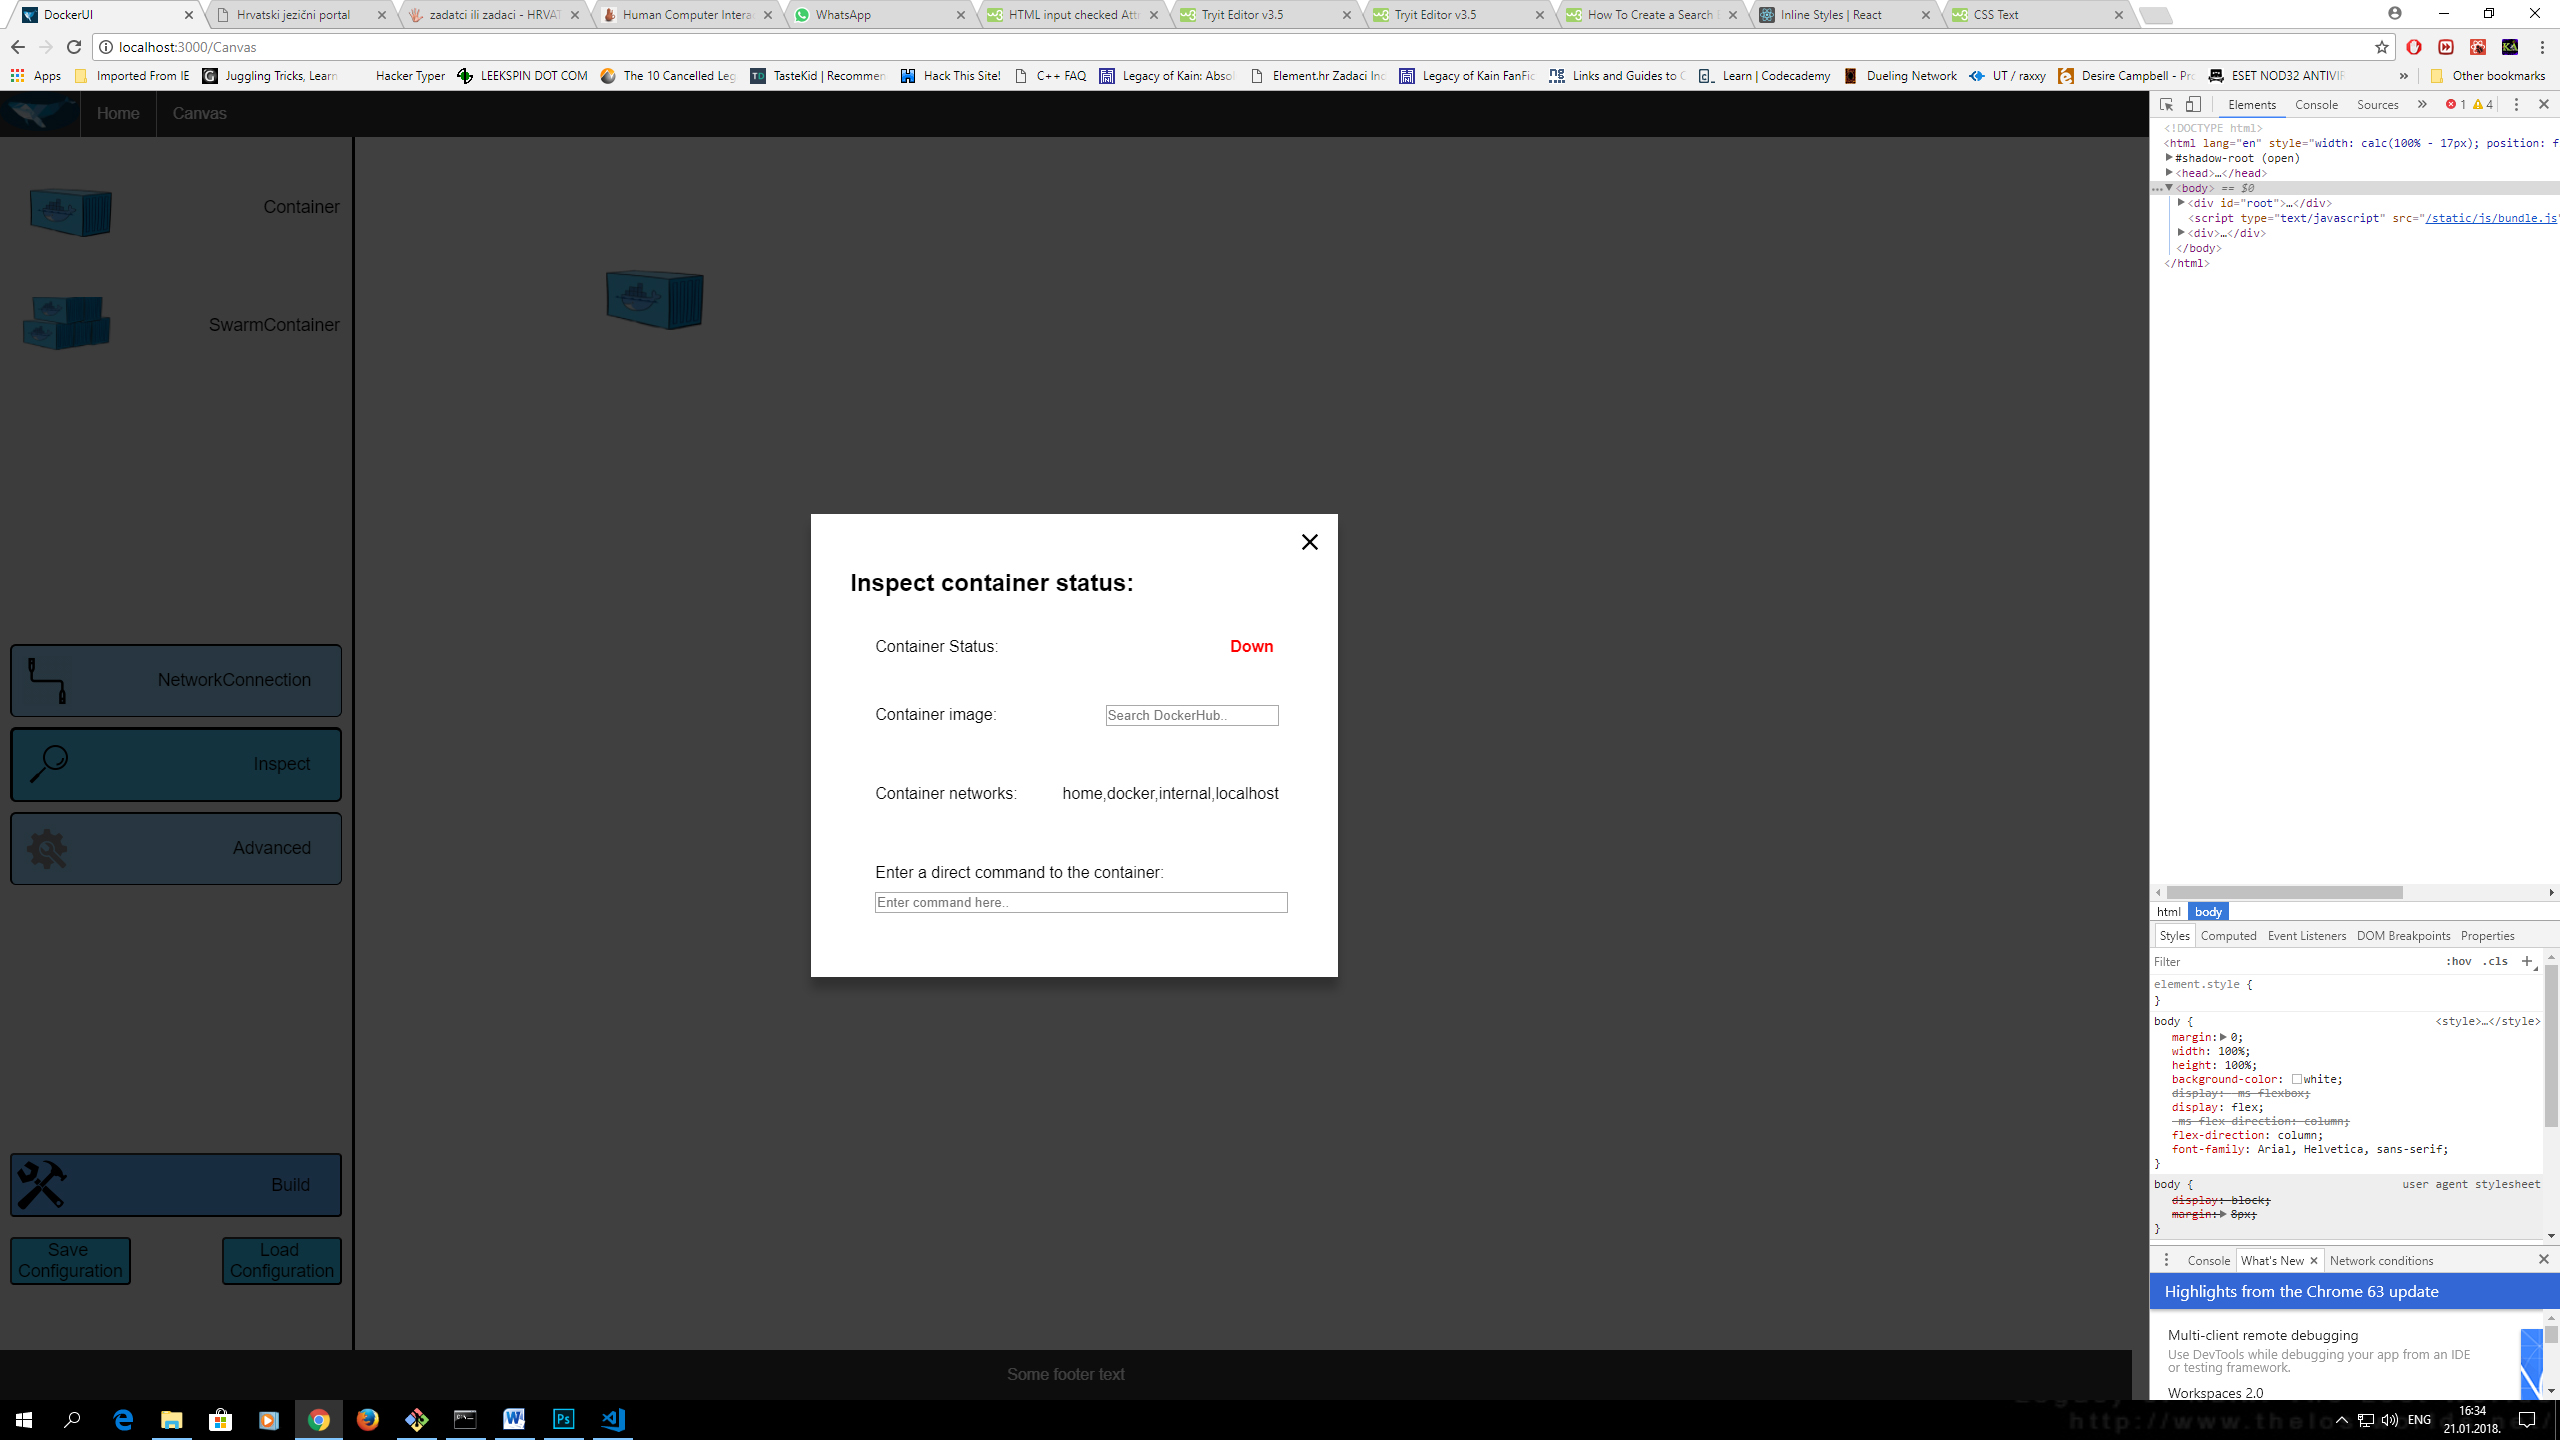 DockerUI
Hrvatski jezični portal
zadatci ili zadaci - HRVAT
Human Computer Intera
WhatsApp
HTML input checked Attr
Tryit Editor v3.5
Tryit Editor v3.5
How To Create a Search
Inline Styles | React
CSS Text
localhost:3000/Canvas
Apps
Imported From IE
Juggling Tricks, Learn
Hacker Typer
LEEKSPIN DOT COM
The 10 Cancelled Leg
TasteKid | Recommen
Hack This Site!
C++ FAQ
Legacy of Kain: Absol
Element.hr Zadaci Inc
Legacy of Kain FanFic
Links and Guides to C
Learn | Codecademy
Dueling Network
UT / raxxy
Desire Campbell - Pr
ESET NOD32 ANTIVIR
»
Other bookmarks
Home
Canvas
Container
SwarmContainer
NetworkConnection
Inspect
Advanced
Build
Save
Configuration
Load
Configuration
Inspect container status:
Container Status:
Down
Container image:
Search DockerHub..
Container networks:
home,docker,internal,localhost
Enter a direct command to the container:
Enter command here..
Some footer text
Elements
Console
Sources
»
1
4
<!DOCTYPE html>
<html lang="en" style="width: calc(100% - 17px); position: f
#shadow-root (open)
<head>…</head>
<body> == $0
<div id="root">…</div>
<script type="text/javascript" src="/static/js/bundle.js"
<div>…</div>
</body>
</html>
html
body
Styles
Computed
Event Listeners
DOM Breakpoints
Properties
Filter
:hov
.cls
+
element.style {
}
body {
<style>…</style>
margin: 0;
width: 100%;
height: 100%;
background-color: white;
display: -ms-flexbox;
display: flex;
-ms-flex-direction: column;
flex-direction: column;
font-family: Arial, Helvetica, sans-serif;
}
body {
user agent stylesheet
display: block;
margin: 8px;
}
Console
What's New
Network conditions
Highlights from the Chrome 63 update
Multi-client remote debugging
Use DevTools while debugging your app from an IDE
or testing framework.
Workspaces 2.0
ENG
16:34
21.01.2018.